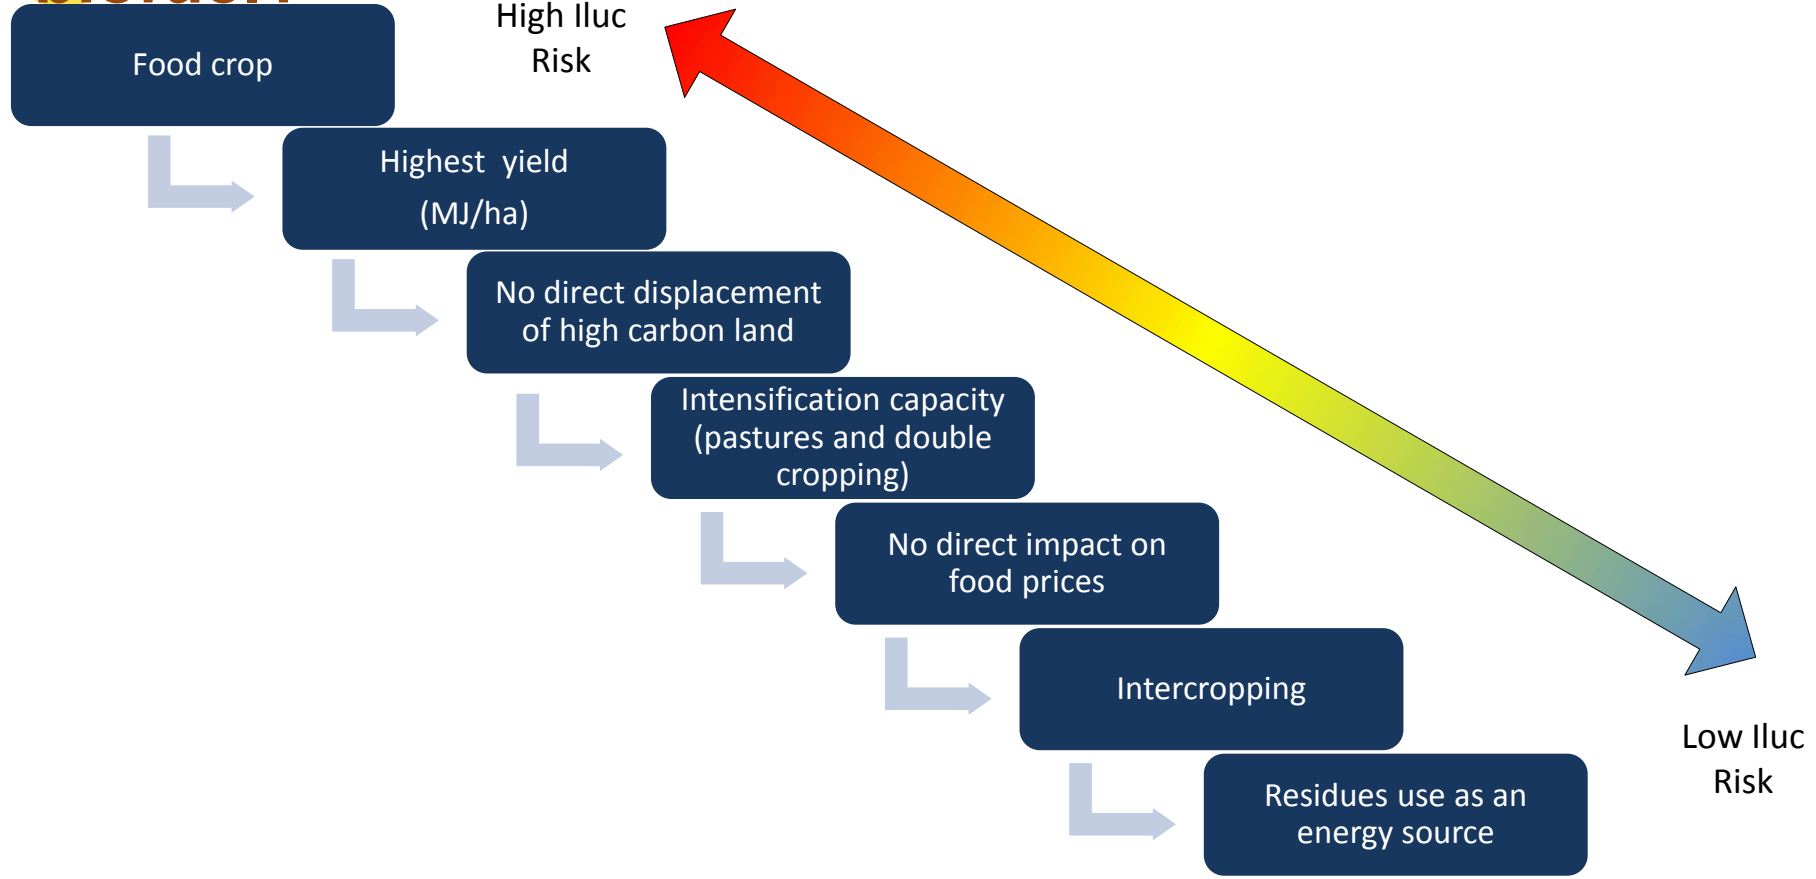 Food crop
High Iluc
Risk
Highest yield
(MJ/ha)
No direct displacement
of high carbon land
Intensification capacity
(pastures and double
cropping)
No direct impact on
food prices
Intercropping
Low Iluc
Risk
Residues use as an
energy source